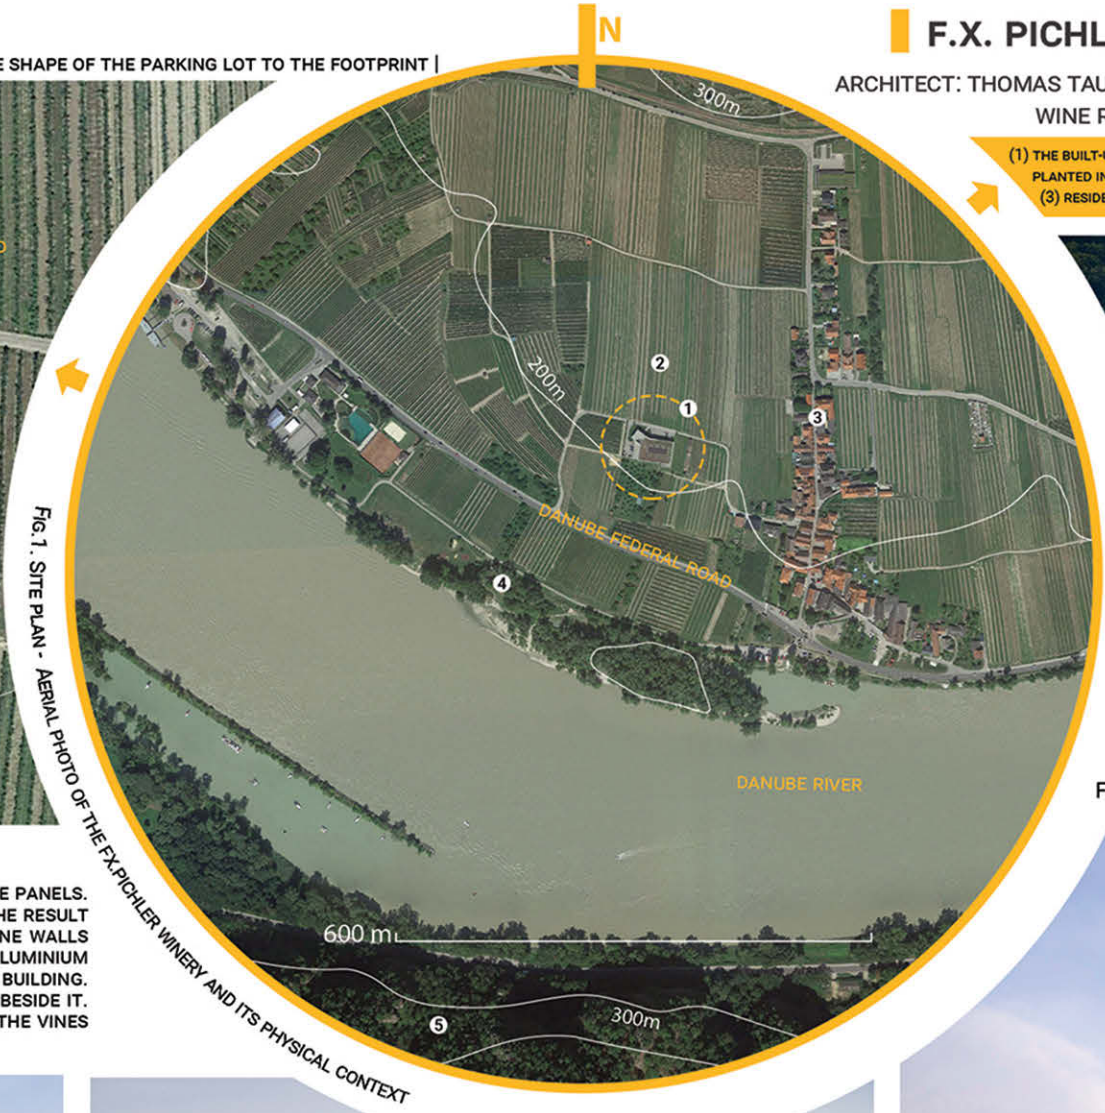 N
F.X. PICHL
E SHAPE OF THE PARKING LOT TO THE FOOTPRINT |
ARCHITECT: THOMAS TAU
WINE R
(1) THE BUILT-
PLANTED IN
(3) RESIDE
300m
200m
2
1
3
DANUBE FEDERAL ROAD
4
DANUBE RIVER
600 m
5
300m
FIG.1. SITE PLAN - AERIAL PHOTO OF THE FX.PICHLER WINERY AND ITS PHYSICAL CONTEXT
E PANELS.
HE RESULT
NE WALLS
LUMINIUM
BUILDING.
BESIDE IT.
THE VINES